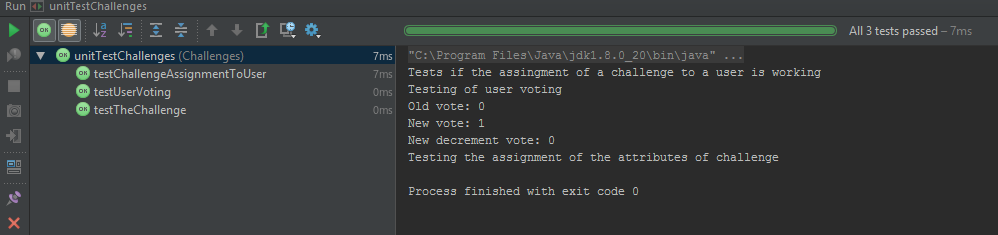 Run unitTestChallenges
All 3 tests passed – 7ms
unitTestChallenges (Challenges) 7ms
testChallengeAssignmentToUser 7ms
testUserVoting 0ms
testTheChallenge 0ms
"C:\Program Files\Java\jdk1.8.0_20\bin\java" ...
Tests if the assingment of a challenge to a user is working
Testing of user voting
Old vote: 0
New vote: 1
New decrement vote: 0
Testing the assignment of the attributes of challenge
Process finished with exit code 0